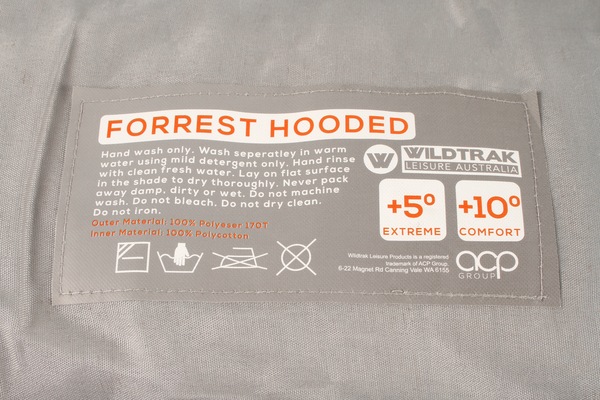 FORREST HOODED
Hand wash only. Wash seperatley in warm
water using mild detergent only. Hand rinse
with clean fresh water. Lay on flat surface
in the shade to dry thoroughly. Never pack
away damp, dirty or wet. Do not machine
wash. Do not bleach. Do not dry clean.
Do not iron.
Outer Material: 100% Polyeser 170T
Inner Material: 100% Polycotton
W WILDTRAK
LEISURE AUSTRALIA
+5° +10°
EXTREME COMFORT
Wildtrak Leisure Products is a registered
trademark of ACP Group.
6-22 Magnet Rd Canning Vale WA 6155
acp
GROUP